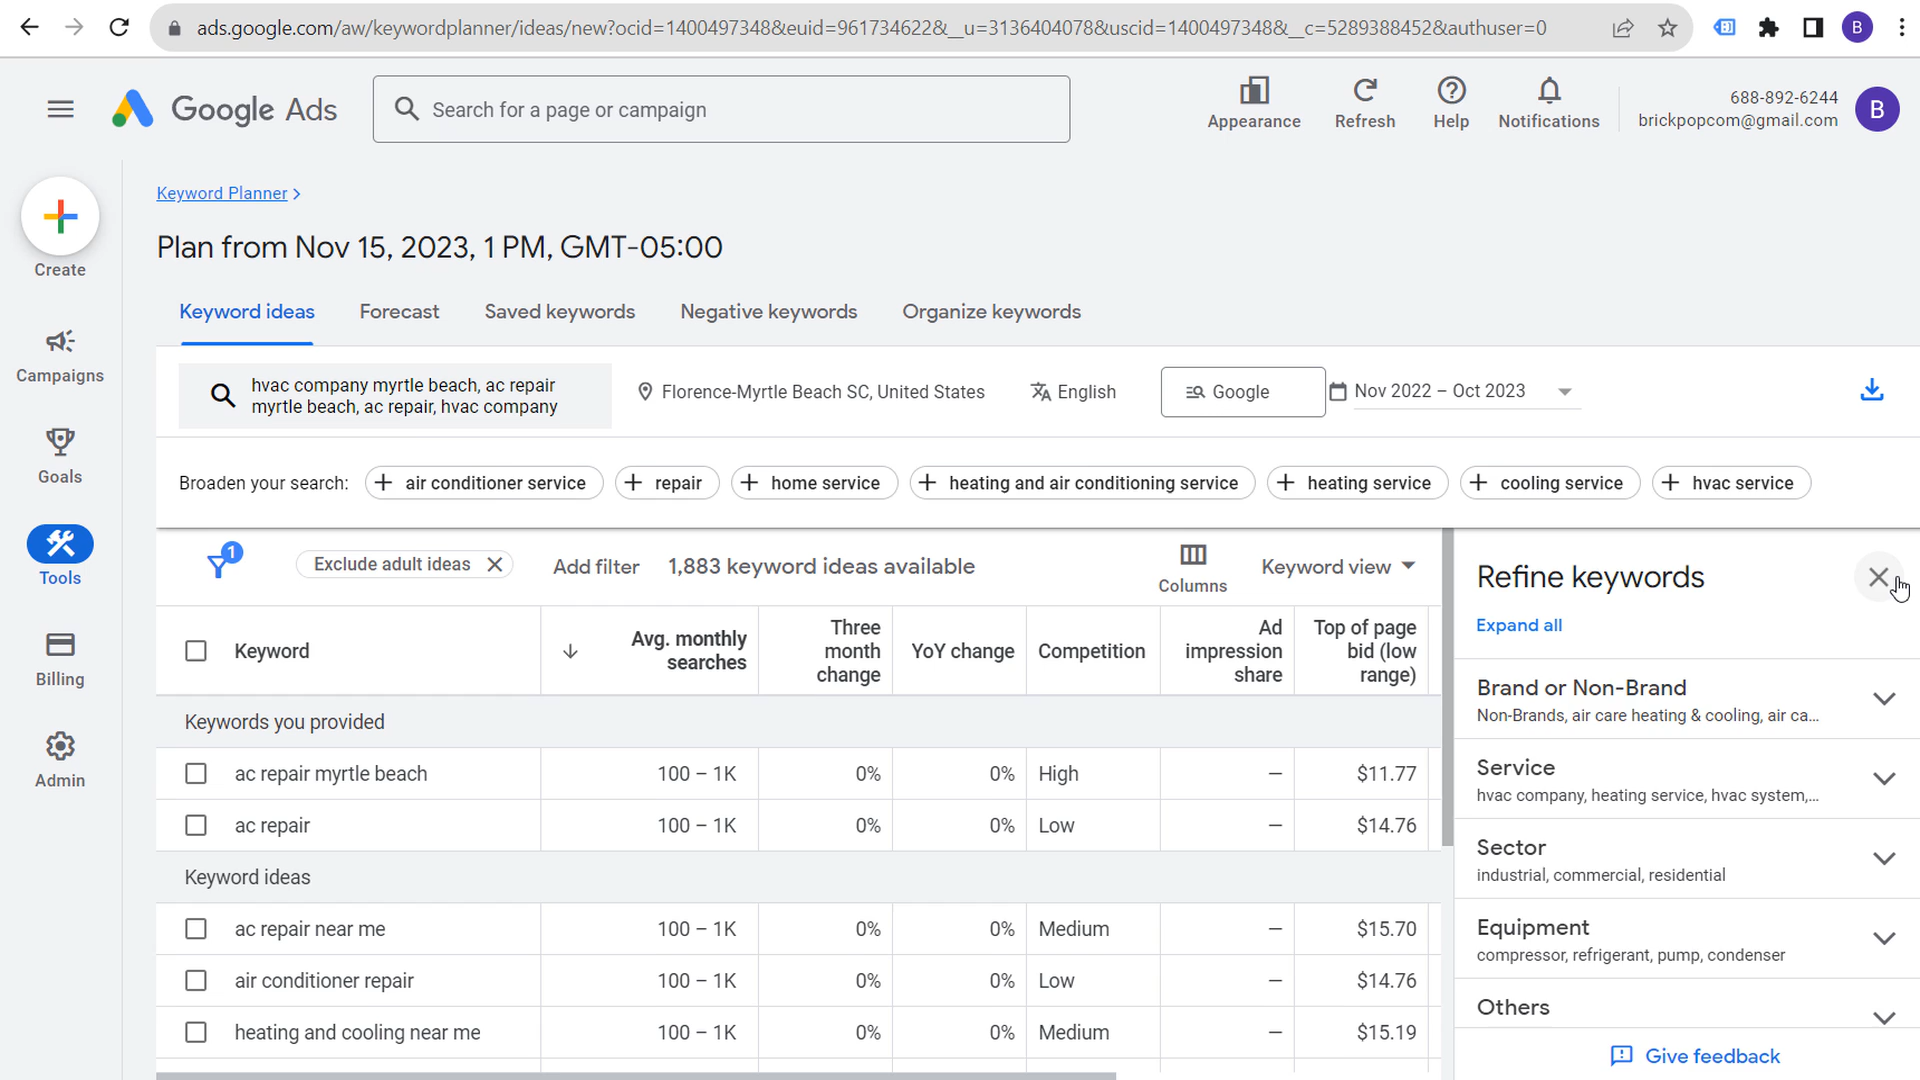 ads.google.com/aw/keywordplanner/ideas/new?ocid=1400497348&euid=961734622&__u=3136404078&uscid=1400497348&__c=5289388452&authuser=0
B
Google Ads
Search for a page or campaign
Appearance
Refresh
Help
Notifications
688-892-6244
brickpopcom@gmail.com
B
Create
Campaigns
Goals
Tools
Billing
Admin
Keyword Planner
Plan from Nov 15, 2023, 1 PM, GMT-05:00
Keyword ideas
Forecast
Saved keywords
Negative keywords
Organize keywords
hvac company myrtle beach, ac repair
myrtle beach, ac repair, hvac company
Florence-Myrtle Beach SC, United States
English
Google
Nov 2022 – Oct 2023
Broaden your search:
air conditioner service
repair
home service
heating and air conditioning service
heating service
cooling service
hvac service
1
Exclude adult ideas
Add filter
1,883 keyword ideas available
Columns
Keyword view
Keyword
Avg. monthly
searches
Three
month
change
YoY change
Competition
Ad
impression
share
Top of page
bid (low
range)
Keywords you provided
ac repair myrtle beach 100 – 1K 0% 0% High — $11.77
ac repair 100 – 1K 0% 0% Low — $14.76
Keyword ideas
ac repair near me 100 – 1K 0% 0% Medium — $15.70
air conditioner repair 100 – 1K 0% 0% Low — $14.76
heating and cooling near me 100 – 1K 0% 0% Medium — $15.19
Refine keywords
Expand all
Brand or Non-Brand
Non-Brands, air care heating & cooling, air ca...
Service
hvac company, heating service, hvac system,...
Sector
industrial, commercial, residential
Equipment
compressor, refrigerant, pump, condenser
Others
Give feedback